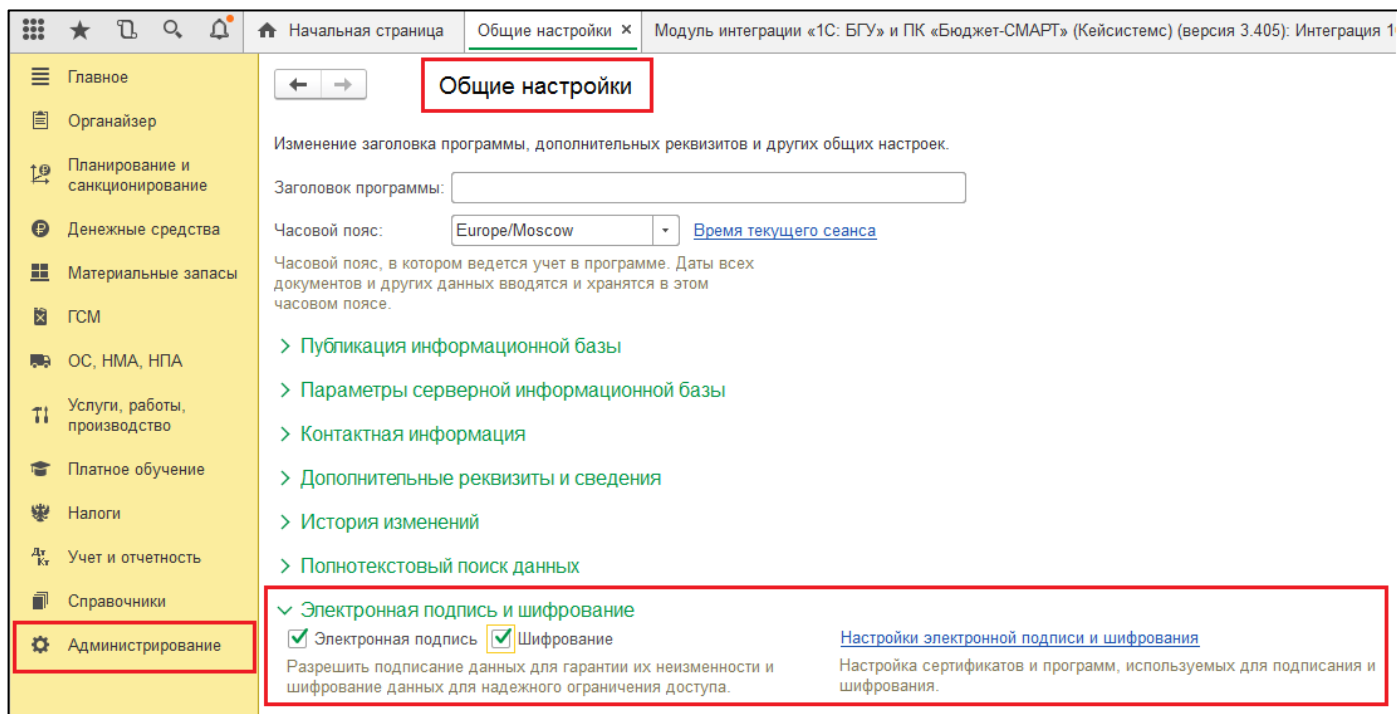 Начальная страница
Общие настройки ×
Модуль интеграции «1С: БГУ» и ПК «Бюджет-СМАРТ» (Кейсистемс) (версия 3.405): Интеграция 1
Главное
Органайзер
Планирование и
санкционирование
Денежные средства
Материальные запасы
ГСМ
ОС, НМА, НПА
Услуги, работы,
производство
Платное обучение
Налоги
Дт
Кт
Учет и отчетность
Справочники
Администрирование
Общие настройки
Изменение заголовка программы, дополнительных реквизитов и других общих настроек.
Заголовок программы:
Часовой пояс: Europe/Moscow Время текущего сеанса
Часовой пояс, в котором ведется учет в программе. Даты всех
документов и других данных вводятся и хранятся в этом
часовом поясе.
Публикация информационной базы
Параметры серверной информационной базы
Контактная информация
Дополнительные реквизиты и сведения
История изменений
Полнотекстовый поиск данных
Электронная подпись и шифрование
Электронная подпись Шифрование
Разрешить подписание данных для гарантии их неизменности и
шифрование данных для надежного ограничения доступа.
Настройки электронной подписи и шифрования
Настройка сертификатов и программ, используемых для подписания и
шифрования.